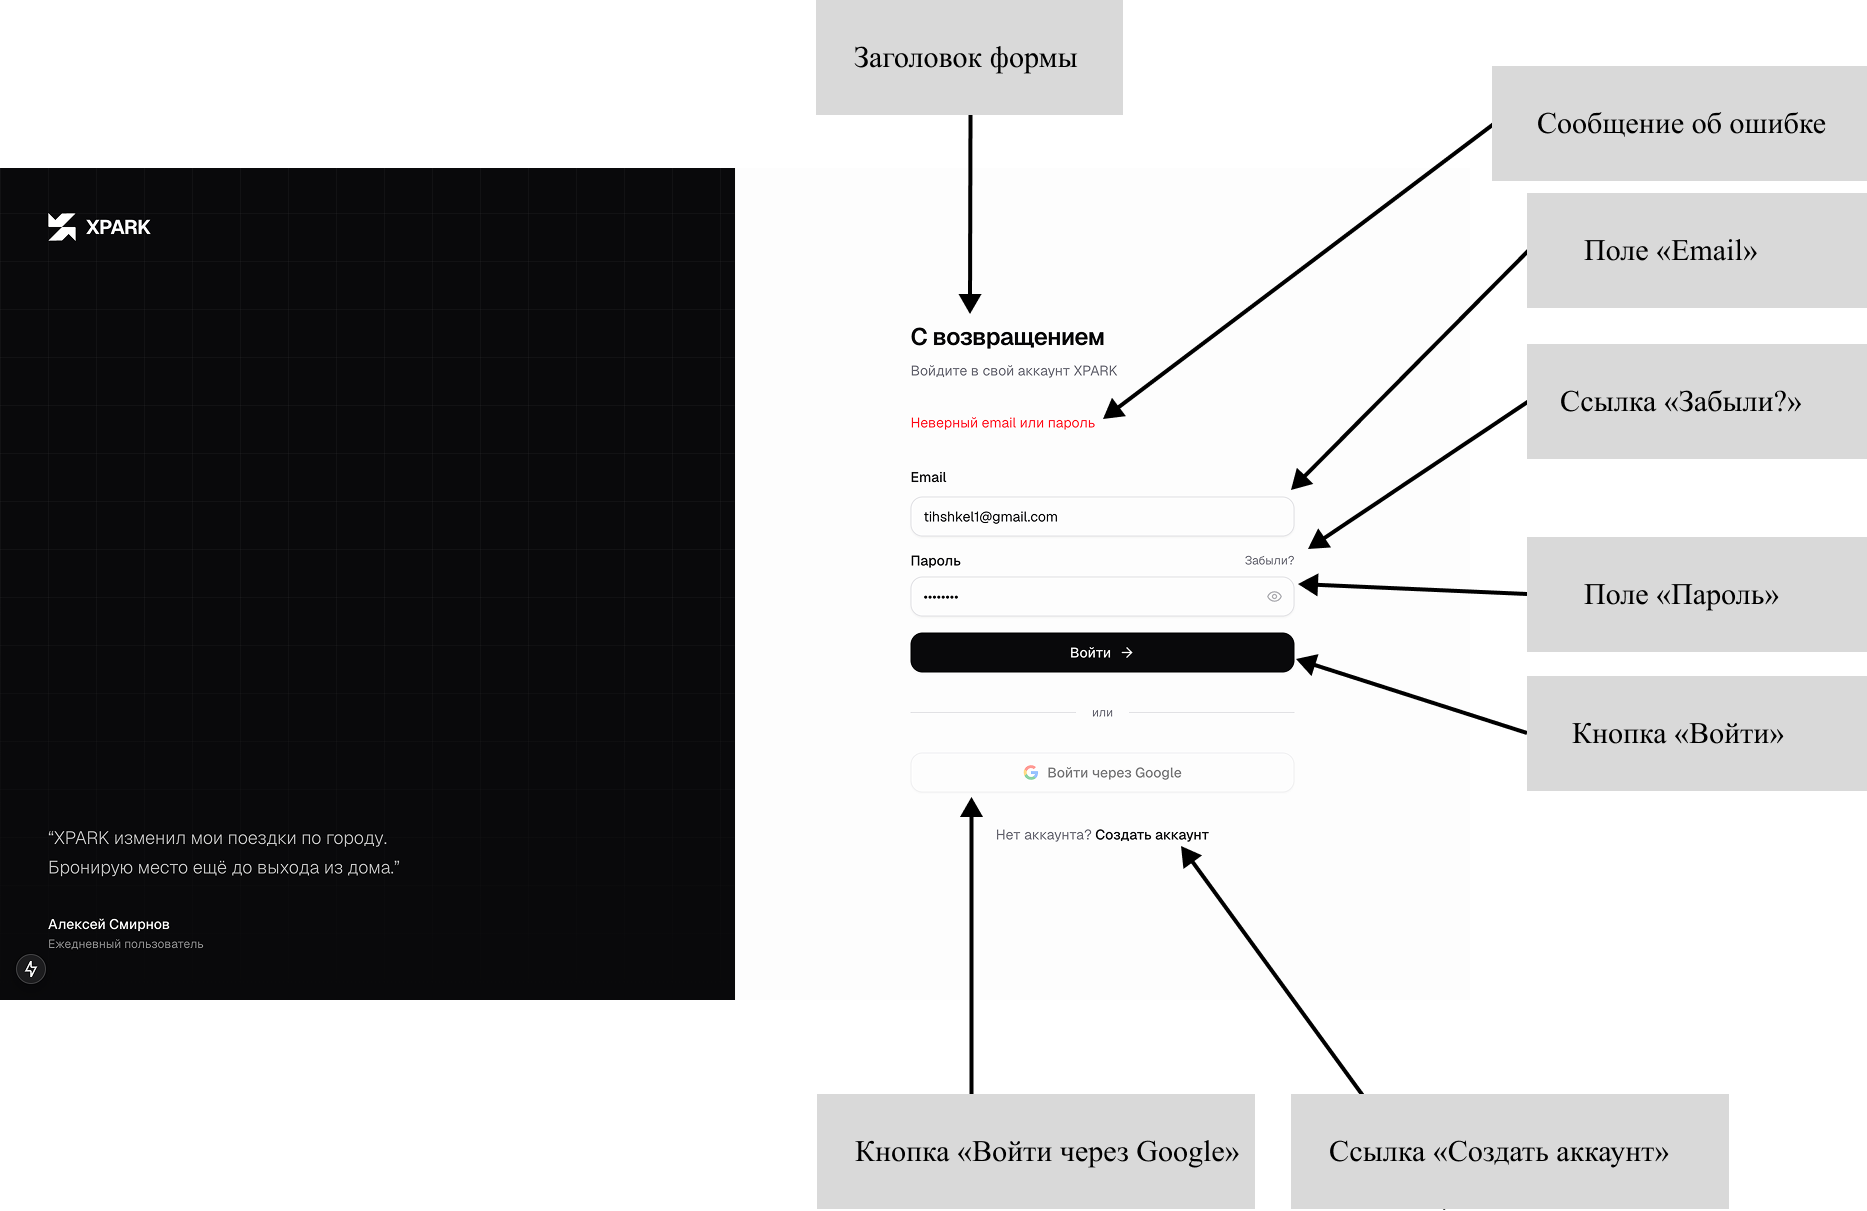 Заголовок формы
Сообщение об ошибке
Поле «Email»
Ссылка «Забыли?»
Поле «Пароль»
Кнопка «Войти»
XPARK
С возвращением
Войдите в свой аккаунт XPARK
Неверный email или пароль
Email
tihshkel1@gmail.com
Пароль
Забыли?
••••••••
Войти →
или
Войти через Google
Нет аккаунта? Создать аккаунт
“XPARK изменил мои поездки по городу.
Бронирую место ещё до выхода из дома.”
Алексей Смирнов
Ежедневный пользователь
Кнопка «Войти через Google»
Ссылка «Создать аккаунт»